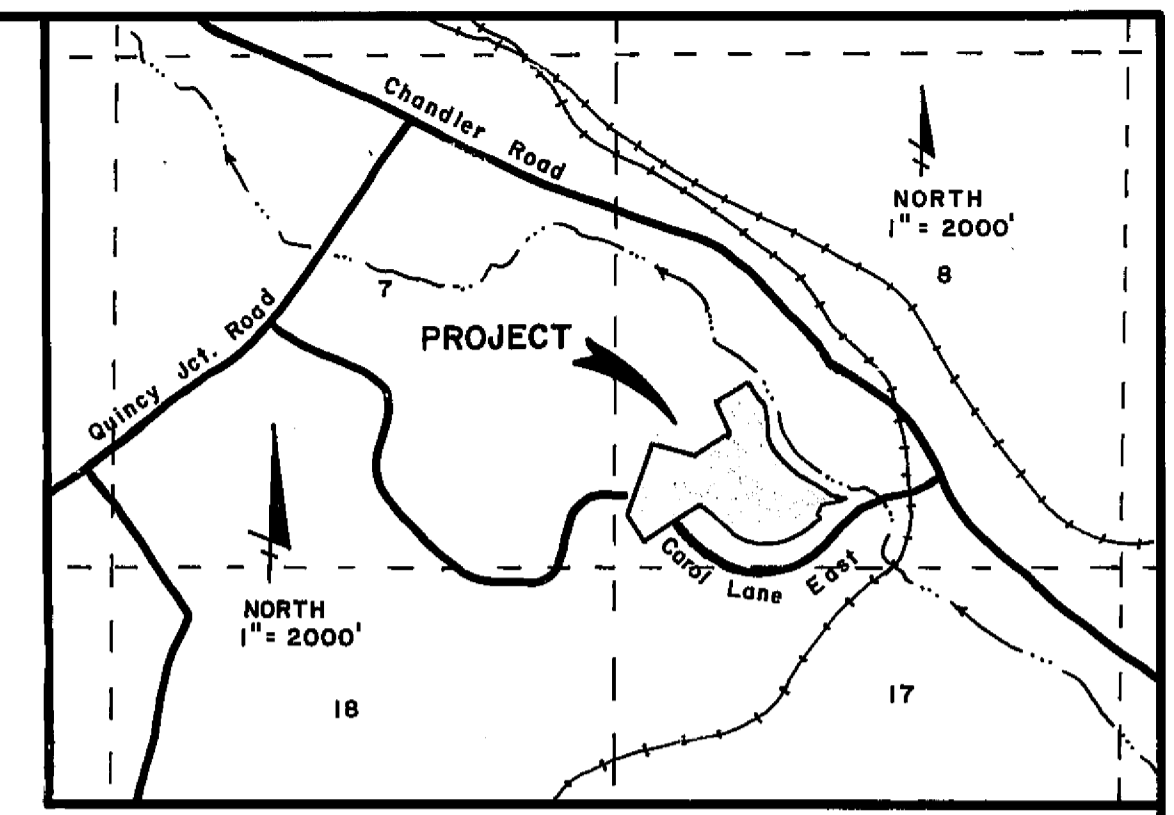 Chandler Road
NORTH
1" = 2000'
8
7
Quincy Jct. Road
PROJECT
Carol Lane East
NORTH
1" = 2000'
18
17